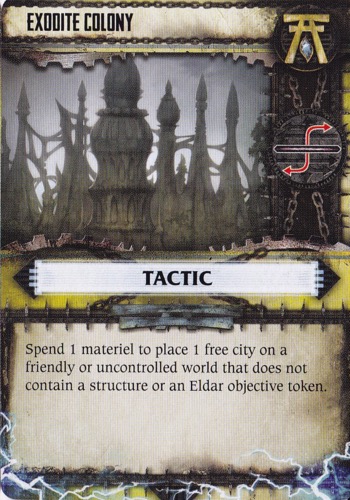 EXODITE COLONY
TACTIC
Spend 1 materiel to place 1 free city on a
friendly or uncontrolled world that does not
contain a structure or an Eldar objective token.